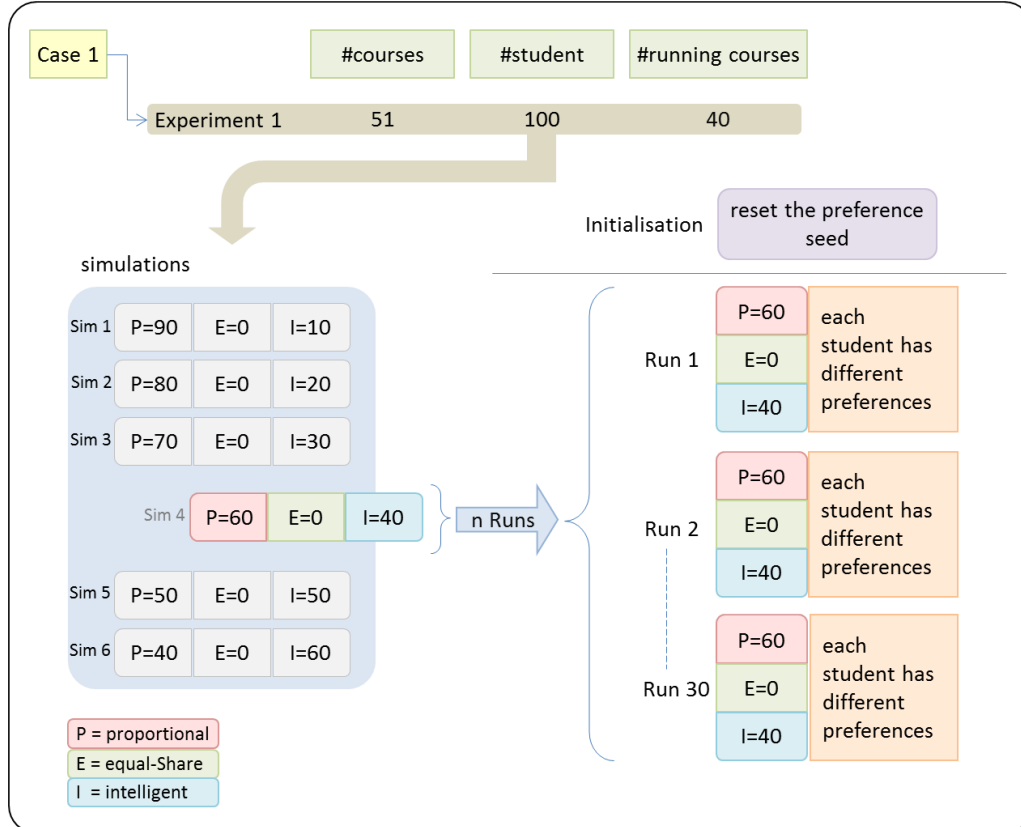 Case 1
#courses
#student
#running courses
Experiment 1 51 100 40
Initialisation
reset the preference
seed
simulations
Sim 1 P=90 E=0 I=10
Sim 2 P=80 E=0 I=20
Sim 3 P=70 E=0 I=30
Sim 4 P=60 E=0 I=40
Sim 5 P=50 E=0 I=50
Sim 6 P=40 E=0 I=60
n Runs
Run 1
P=60
E=0
I=40
each
student has
different
preferences
Run 2
P=60
E=0
I=40
each
student has
different
preferences
Run 30
P=60
E=0
I=40
each
student has
different
preferences
P = proportional
E = equal-Share
I = intelligent